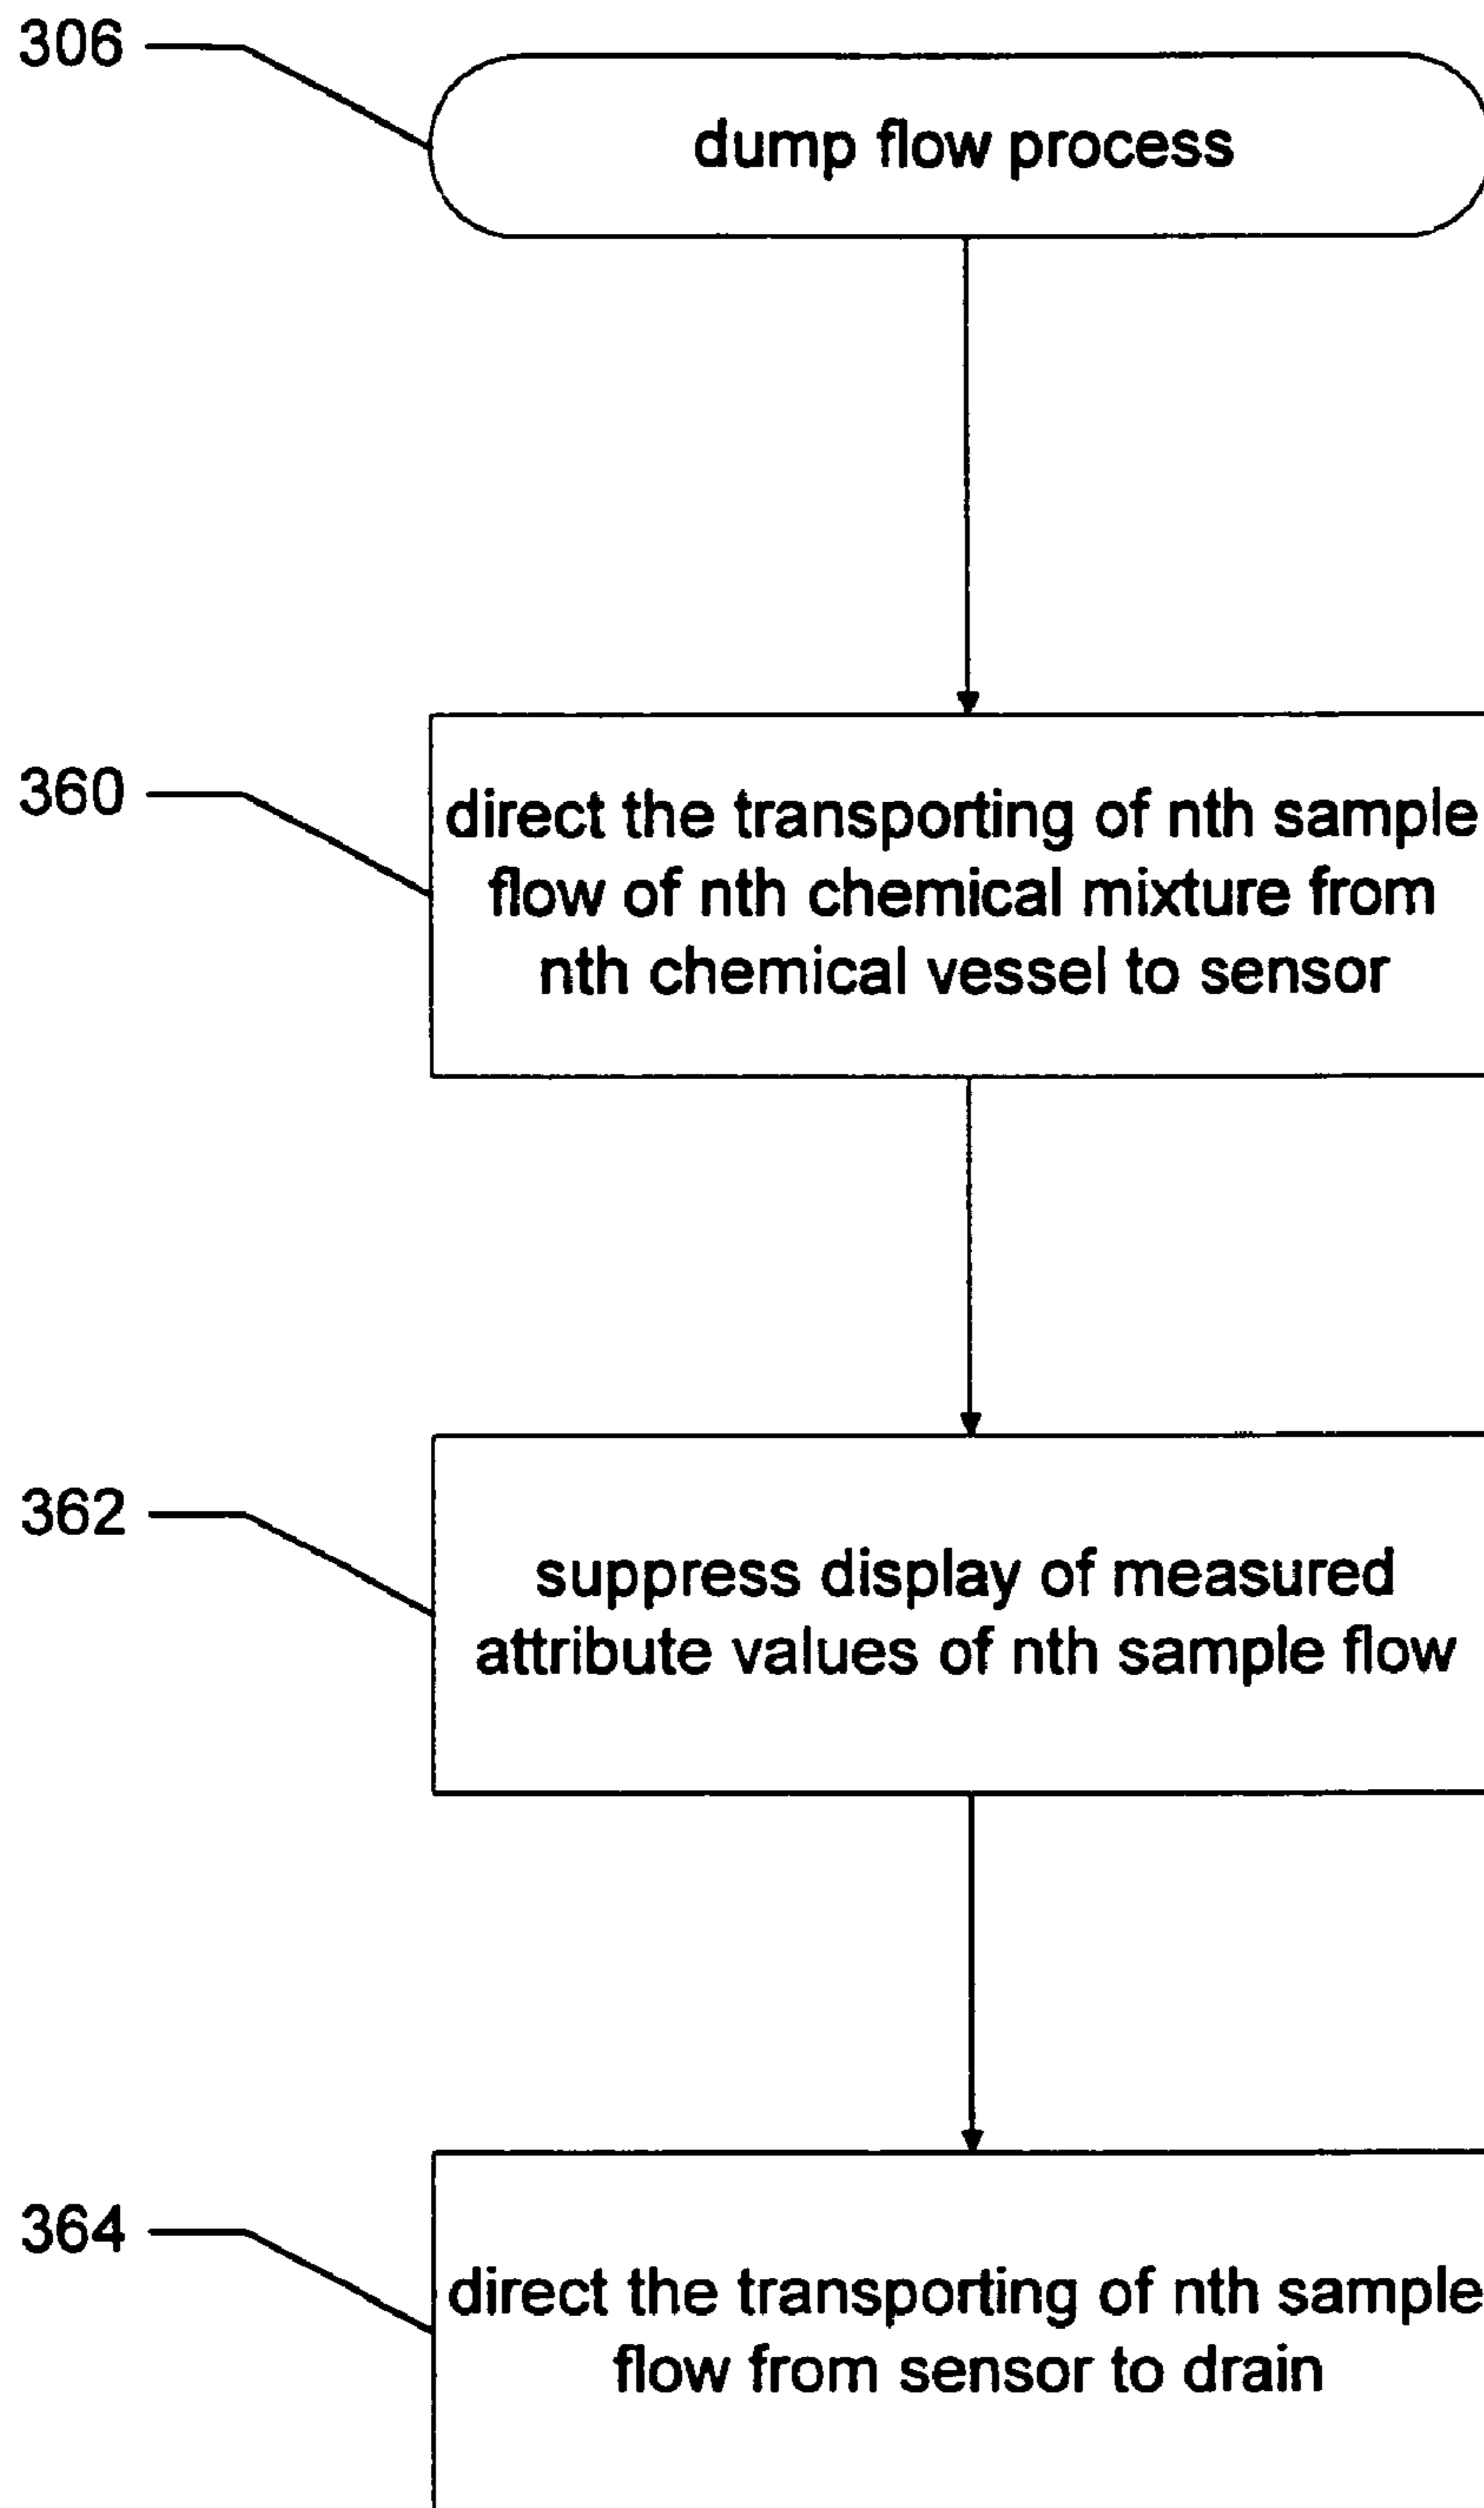 306
dump flow process
360
direct the transporting of nth sample
flow of nth chemical mixture from
nth chemical vessel to sensor
362
suppress display of measured
attribute values of nth sample flow
364
direct the transporting of nth sample
flow from sensor to drain